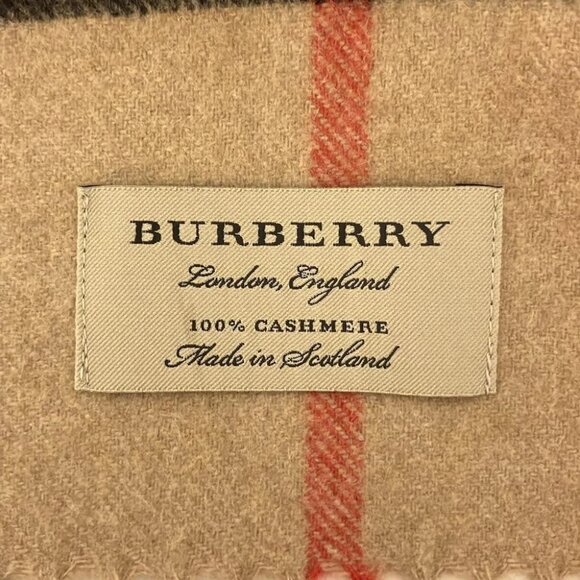 BURBERRY
London, England
100% CASHMERE
Made in Scotland